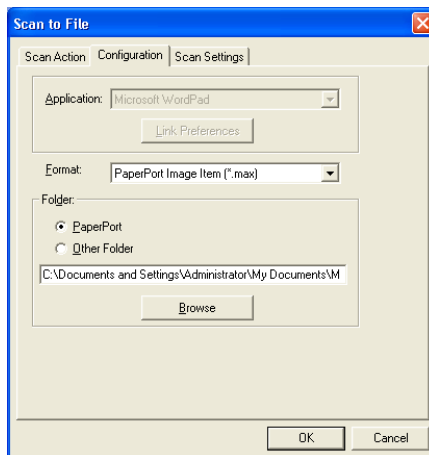 Scan to File
Scan Action Configuration Scan Settings
Application: Microsoft WordPad
Link Preferences
Format: PaperPort Image Item (*.max)
Folder:
PaperPort
Other Folder
C:\Documents and Settings\Administrator\My Documents\M
Browse
OK Cancel